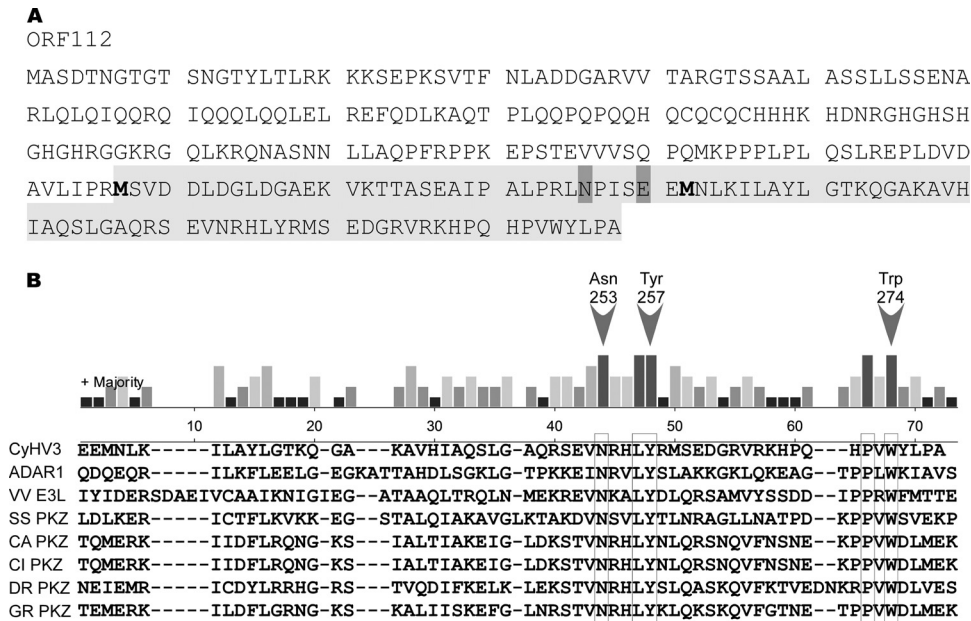 A
ORF112
MASDTNGTGT SNGTYLTLRK KKSEPKSVTF NLADDGARVV TARGTSSAAL ASSLLSSENA
RLQLQIQQRQ IQQQLQQLEL REFQDLKAQT PLQQPQPQQH QCQCQCHHHK HDNRGHGHSH
GHGHRGGKRG QLKRQNASNN LLAQPFRPPK EPSTEVVVSQ PQMKPPPLPL QSLREPLDVD
AVLIPRMSVD DLDGLDGAEK VKTTASEAIP ALPRLNPISE EMNLKILAYL GTKQGAKAVH
IAQSLGAQRS EVNRHLYRMS EDGRVRKHPQ HPVWYLPA
B
Asn Tyr Trp
253 257 274
+ Majority
10 20 30 40 50 60 70
CyHV3 EEMNLK-----ILAYLGTKQ-GA---KAVHIAQSLG-AQRSEVNRHLYRMSEDGRVRKHPQ---HPVWYLPA
ADAR1 QDQEQR-----ILKFLEELG-EGKATTAHDLSGKLG-TPKKEINRVLYSLAKKGKLQKEAG---TPPLWKIAVS
VV E3L IYIDERSDAEIVCAAIKNIGIEG---ATAAQLTRQLN-MEKREVNKALYDLQRSAMVYSSDD---IPPRWFMTTE
SS PKZ LDLKER-----ICTFLKVKK-EG---STALQIAKAVGLKTAKDVNSVLYTLNRAGLLNATPD---KPPVWSVEKP
CA PKZ TQMERK-----IIDFLRQNG-KS---IALTIAKEIG-LDKSTVNRHLYNLQRSNQVFNSNE---KPPVWDLMEK
CI PKZ TQMERK-----IIDFLRQNG-KS---IALTIAKEIG-LDKSTVNRHLYNLQRSNQVFNSNE---KPPVWDLMEK
DR PKZ NEIEMR-----ICDYLRRHG-RS---TVQDIFKELK-LEKSTVNRHLYSLQASKQVFKTVEDNKRPVWDLVES
GR PKZ TEMERK-----ILDFLGRNG-KS---KALIISKEFG-LNRSTVNRHLYKLQKSKQVFGTNE---TPPVWDLMEK